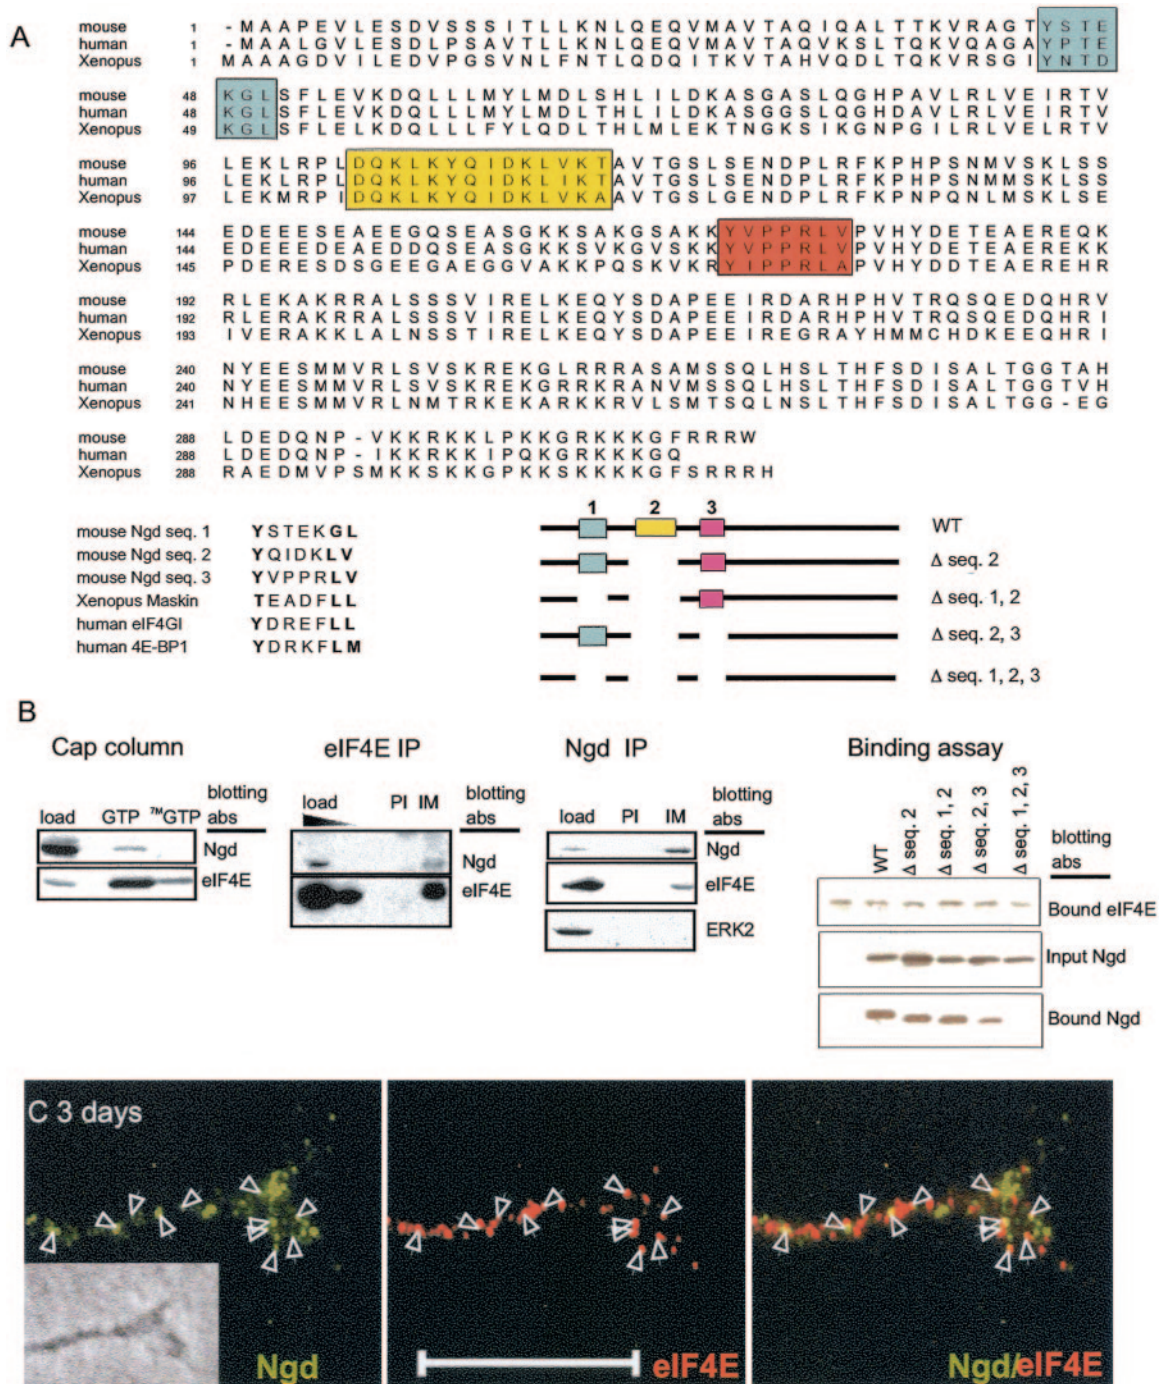 A
mouse 1 - M A A P E V L E S D V S S S I T L L K N L Q E Q V M A V T A Q I Q A L T T K V R A G T Y S T E
human 1 - M A A L G V L E S D L P S A V T L L K N L Q E Q V M A V T A Q V K S L T Q K V Q A G A Y P T E
Xenopus 1 M A A A G D V I L E D V P G S V N L F N T L Q D Q I T K V T A H V Q D L T Q K V R S G I Y N T D
mouse 48 K G L S F L E V K D Q L L L M Y L M D L S H L I L D K A S G A S L Q G H P A V L R L V E I R T V
human 48 K G L S F L E V K D Q L L L M Y L M D L T H L I L D K A S G G S L Q G H D A V L R L V E I R T V
Xenopus 49 K G L S F L E L K D Q L L L F Y L Q D L T H L M L E K T N G K S I K G N P G I L R L V E L R T V
mouse 96 L E K L R P L D Q K L K Y Q I D K L V K T A V T G S L S E N D P L R F K P H P S N M V S K L S S
human 96 L E K L R P L D Q K L K Y Q I D K L I K T A V T G S L S E N D P L R F K P H P S N M M S K L S S
Xenopus 97 L E K M R P I D Q K L K Y Q I D K L V K A A V T G S L G E N D P L R F K P N P Q N L M S K L S E
mouse 144 E D E E E S E A E E G Q S E A S G K K S A K G S A K K Y V P P R L V P V H Y D E T E A E R E Q K
human 144 E D E E E D E A E D D Q S E A S G K K S V K G V S K K Y V P P R L V P V H Y D E T E A E R E K K
Xenopus 145 P D E R E S D S G E E G A E G G V A K K P Q S K V K R Y I P P R L A P V H Y D D T E A E R E H R
mouse 192 R L E K A K R R A L S S S V I R E L K E Q Y S D A P E E I R D A R H P H V T R Q S Q E D Q H R V
human 192 R L E R A K R R A L S S S V I R E L K E Q Y S D A P E E I R D A R H P H V T R Q S Q E D Q H R I
Xenopus 193 I V E R A K K L A L N S S T I R E L K E Q Y S D A P E E I R E G R A Y H M M C H D K E E Q H R I
mouse 240 N Y E E S M M V R L S V S K R E K G L R R R A S A M S S Q L H S L T H F S D I S A L T G G T A H
human 240 N Y E E S M M V R L S V S K R E K G R R K R A N V M S S Q L H S L T H F S D I S A L T G G T V H
Xenopus 241 N H E E S M M V R L N M T R K E K A R K K R V L S M T S Q L N S L T H F S D I S A L T G G - E G
mouse 288 L D E D Q N P - V K K R K K L P K K G R K K K G F R R R W
human 288 L D E D Q N P - I K K R K K I P Q K G R K K K G Q
Xenopus 288 R A E D M V P S M K K S K K G P K K S K K K K G F S R R R H
mouse Ngd seq. 1 Y S T E K G L
mouse Ngd seq. 2 Y Q I D K L V
mouse Ngd seq. 3 Y V P P R L V
Xenopus Maskin T E A D F L L
human eIF4GI Y D R E F L L
human 4E-BP1 Y D R K F L M
1 2 3
WT
Δ seq. 2
Δ seq. 1, 2
Δ seq. 2, 3
Δ seq. 1, 2, 3
B
Cap column
load GTP ™GTP blotting abs
Ngd
eIF4E
eIF4E IP
load PI IM blotting abs
Ngd
eIF4E
Ngd IP
load PI IM blotting abs
Ngd
eIF4E
ERK2
Binding assay
WT Δ seq. 2 Δ seq. 1, 2 Δ seq. 2, 3 Δ seq. 1, 2, 3 blotting abs
Bound eIF4E
Input Ngd
Bound Ngd
C 3 days
Ngd
eIF4E
Ngd/eIF4E